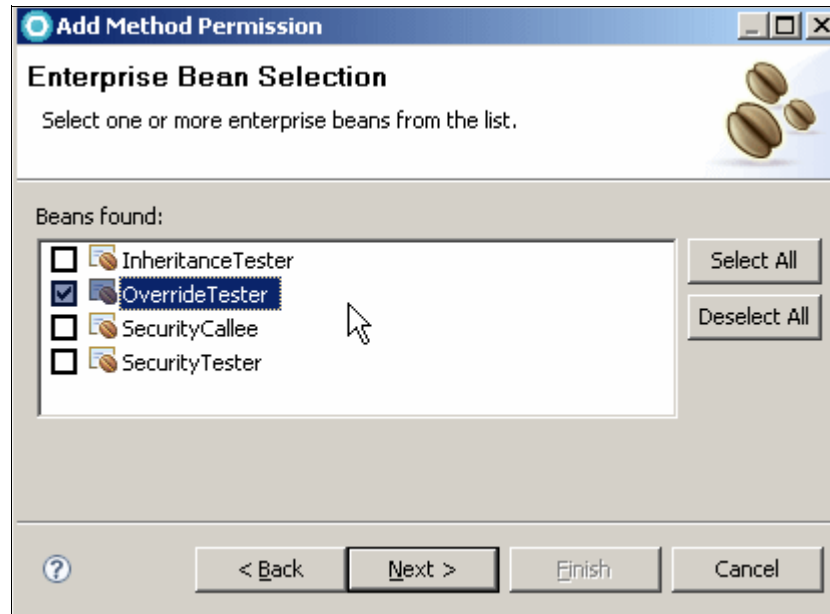 Add Method Permission
Enterprise Bean Selection
Select one or more enterprise beans from the list.
Beans found:
InheritanceTester
OverrideTester
SecurityCallee
SecurityTester
Select All
Deselect All
?
< Back
Next >
Finish
Cancel